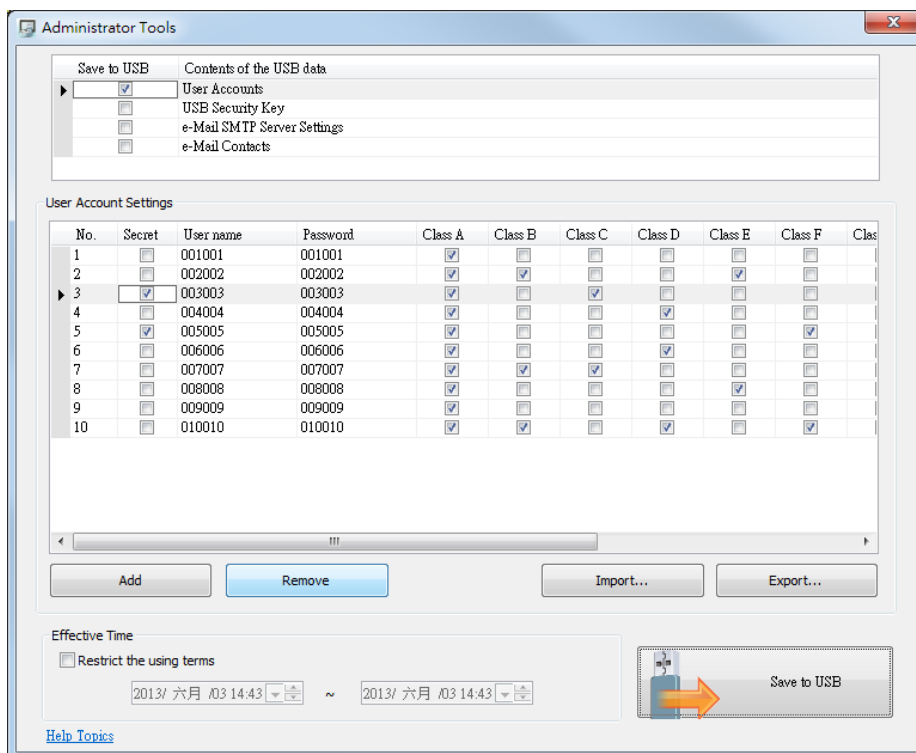 Administrator Tools
Save to USB Contents of the USB data
User Accounts
USB Security Key
e-Mail SMTP Server Settings
e-Mail Contacts
User Account Settings
No. Secret User name Password Class A Class B Class C Class D Class E Class F Clas
1 001001 001001
2 002002 002002
3 003003 003003
4 004004 004004
5 005005 005005
6 006006 006006
7 007007 007007
8 008008 008008
9 009009 009009
10 010010 010010
Add Remove Import... Export...
Effective Time
Restrict the using terms
2013/ 六月 /03 14:43 ~ 2013/ 六月 /03 14:43
Save to USB
Help Topics